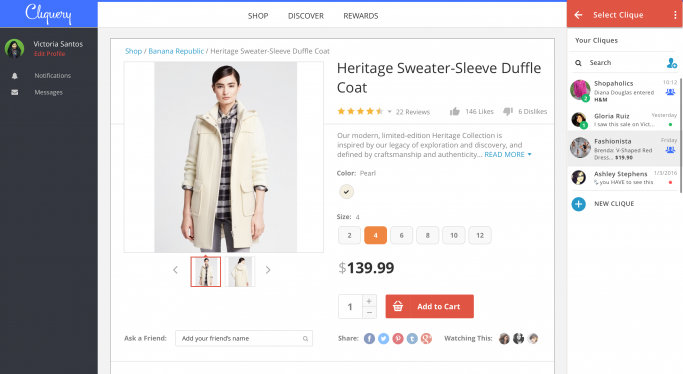 Cliquery
SHOP DISCOVER REWARDS
Select Clique
Victoria Santos
Edit Profile
Notifications
Messages
Shop / Banana Republic / Heritage Sweater-Sleeve Duffle Coat
Heritage Sweater-Sleeve Duffle
Coat
22 Reviews 146 Likes 6 Dislikes
Our modern, limited-edition Heritage Collection is
inspired by our legacy of exploration and discovery, and
defined by craftsmanship and authenticity... READ MORE
Color: Pearl
Size: 4
2 4 6 8 10 12
$139.99
1 + − Add to Cart
Ask a Friend: Add your friend's name
Share: Watching This:
Your Cliques
Search
Shopaholics 10:12
Diana Douglas entered
H&M
2
Gloria Ruiz Yesterday
I saw this sale on Vict...
1
Fashionista Friday
Brenda: V-Shaped Red
Dress... $19.90
Ashley Stephens 1/3/2016
you HAVE to see this
NEW CLIQUE